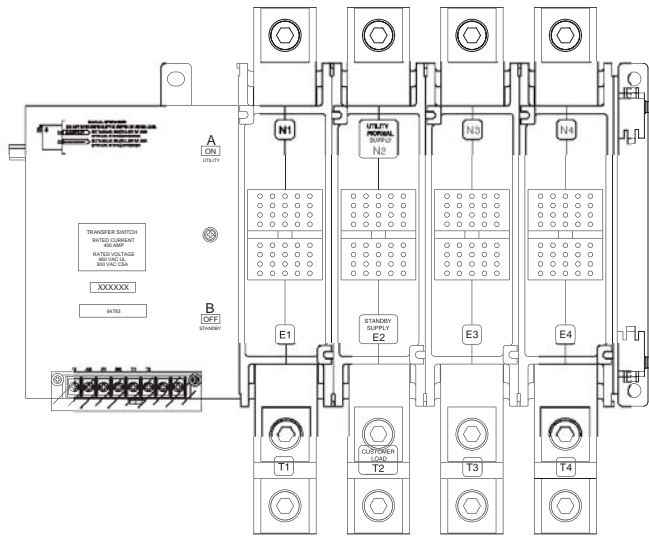 A
ON
UTILITY
N1
UTILITY
NORMAL
SUPPLY
N2
N3
N4
TRANSFER SWITCH
RATED CURRENT
400 AMP
RATED VOLTAGE
480 VAC UL
600 VAC CSA
XXXXXX
64783
B
OFF
STANDBY
E1
STANDBY
SUPPLY
E2
E3
E4
T1
CUSTOMER
LOAD
T2
T3
T4